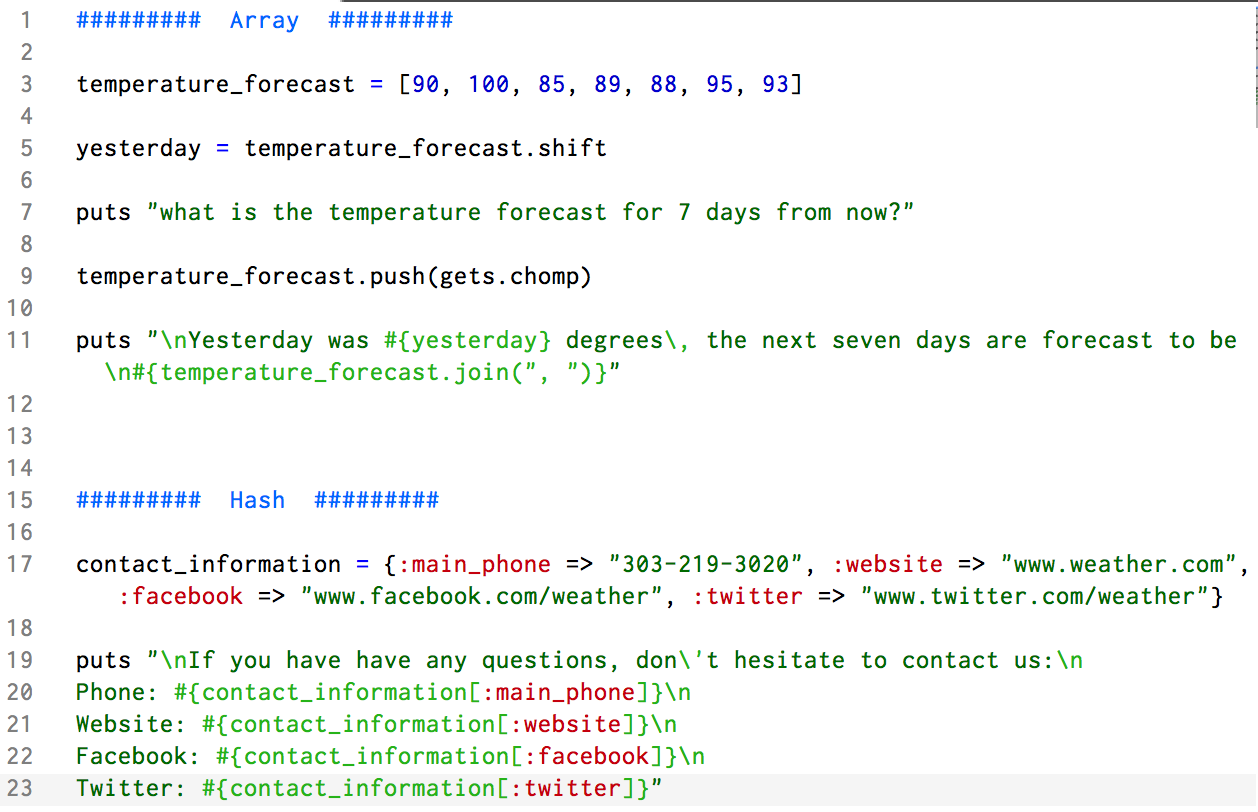 1 ######### Array #########
2
3 temperature_forecast = [90, 100, 85, 89, 88, 95, 93]
4
5 yesterday = temperature_forecast.shift
6
7 puts "what is the temperature forecast for 7 days from now?"
8
9 temperature_forecast.push(gets.chomp)
10
11 puts "\nYesterday was #{yesterday} degrees\, the next seven days are forecast to be
\n#{temperature_forecast.join(", ")}"
12
13
14
15 ######### Hash #########
16
17 contact_information = {:main_phone => "303-219-3020", :website => "www.weather.com",
:facebook => "www.facebook.com/weather", :twitter => "www.twitter.com/weather"}
18
19 puts "\nIf you have have any questions, don\'t hesitate to contact us:\n
20 Phone: #{contact_information[:main_phone]}\n
21 Website: #{contact_information[:website]}\n
22 Facebook: #{contact_information[:facebook]}\n
23 Twitter: #{contact_information[:twitter]}"